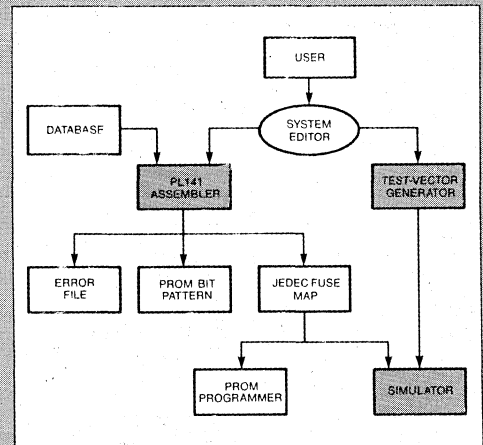 USER
SYSTEM
EDITOR
DATABASE
PL141
ASSEMBLER
TEST-VECTOR
GENERATOR
ERROR
FILE
PROM BIT
PATTERN
JEDEC FUSE
MAP
PROM
PROGRAMMER
SIMULATOR